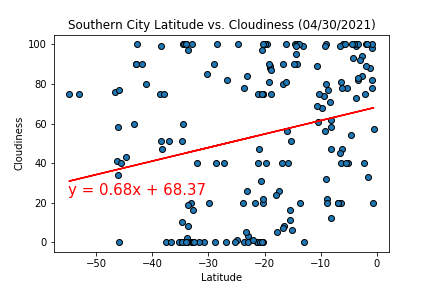 Southern City Latitude vs. Cloudiness (04/30/2021)
100
80
60
40
20
0
Cloudiness
y = 0.68x + 68.37
−50 −40 −30 −20 −10 0
Latitude